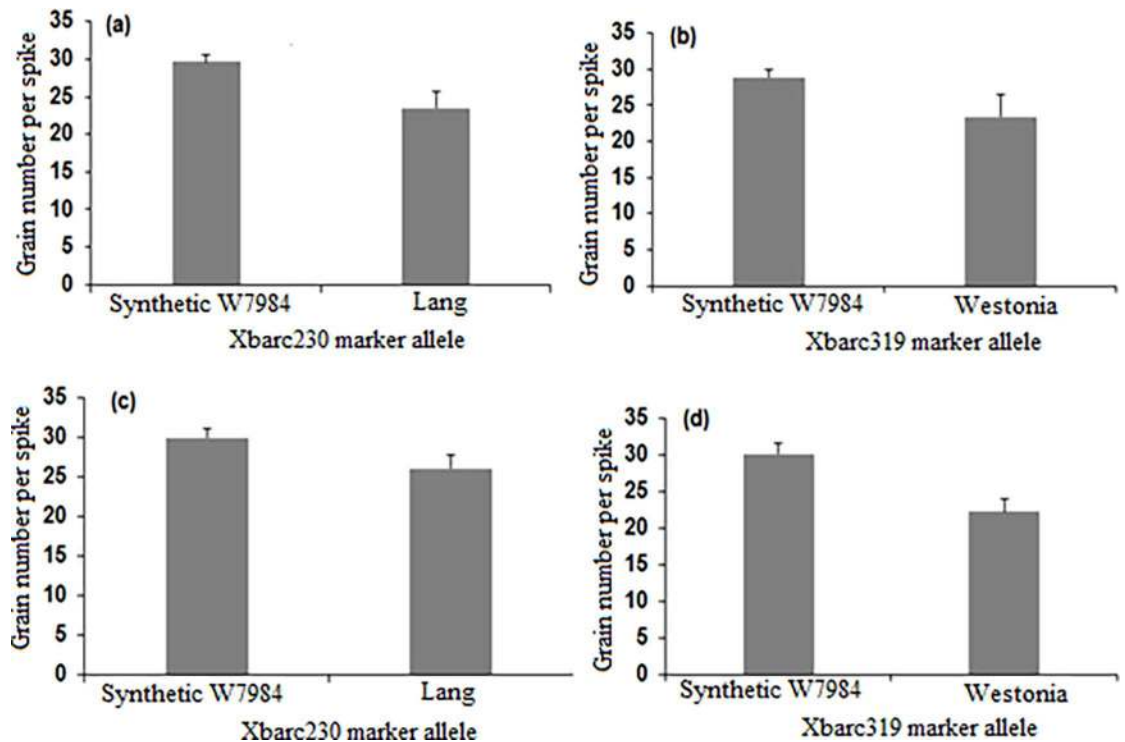 (a)
Grain number per spike
35
30
25
20
15
10
5
0
Synthetic W7984
Lang
Xbarc230 marker allele
(b)
Grain number per spike
35
30
25
20
15
10
5
0
Synthetic W7984
Westonia
Xbarc319 marker allele
(c)
Grain number per spike
35
30
25
20
15
10
5
0
Synthetic W7984
Lang
Xbarc230 marker allele
(d)
Grain number per spike
35
30
25
20
15
10
5
0
Synthetic W7984
Westonia
Xbarc319 marker allele